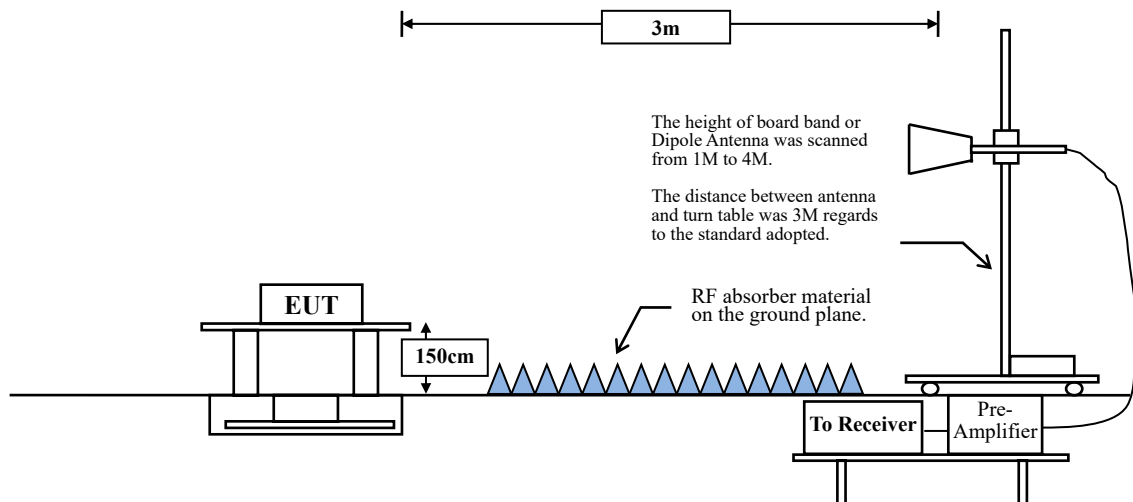 3m
The height of board band or
Dipole Antenna was scanned
from 1M to 4M.
The distance between antenna
and turn table was 3M regards
to the standard adopted.
EUT
RF absorber material
on the ground plane.
150cm
To Receiver
Pre-
Amplifier